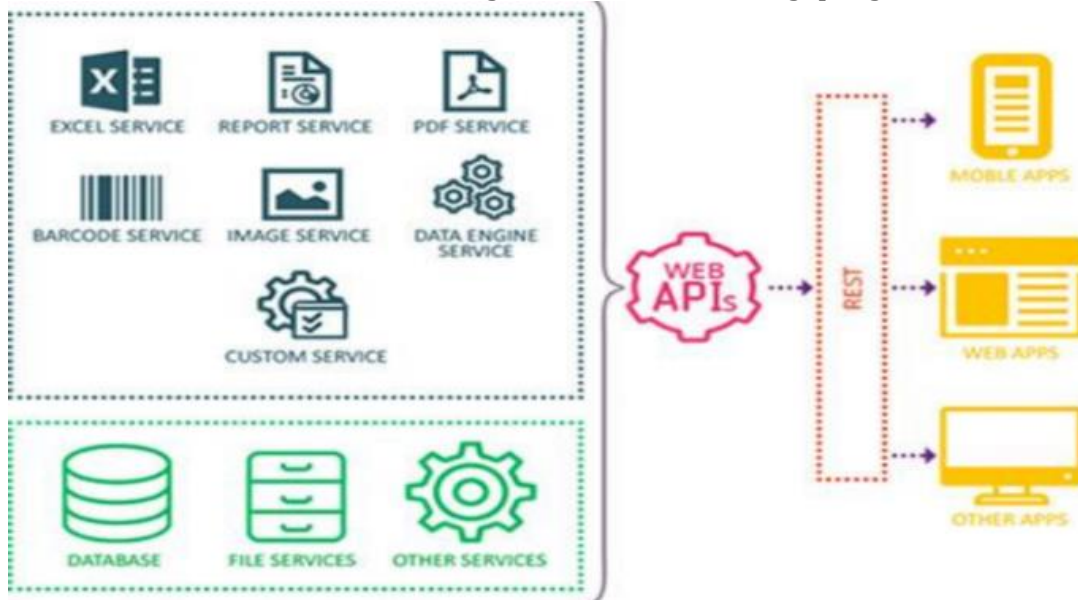 EXCEL SERVICE
REPORT SERVICE
PDF SERVICE
BARCODE SERVICE
IMAGE SERVICE
DATA ENGINE
SERVICE
CUSTOM SERVICE
DATABASE
FILE SERVICES
OTHER SERVICES
WEB
APIs
REST
MOBLE APPS
WEB APPS
OTHER APPS